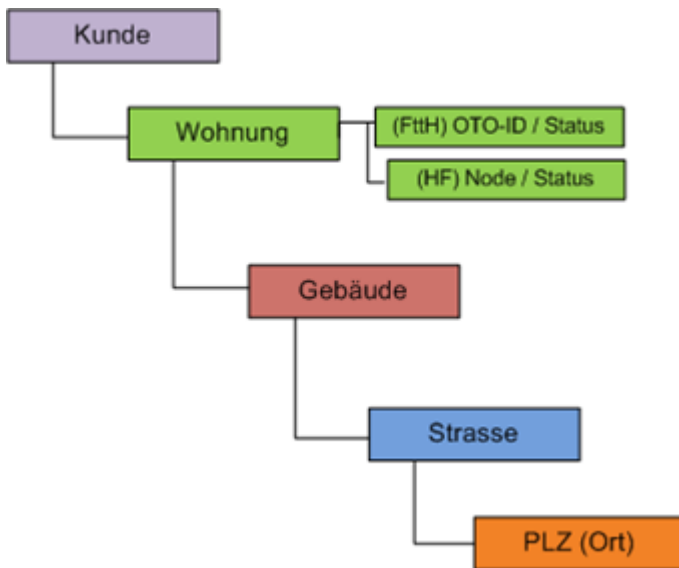 Kunde
Wohnung
(FttH) OTO-ID / Status
(HF) Node / Status
Gebäude
Strasse
PLZ (Ort)